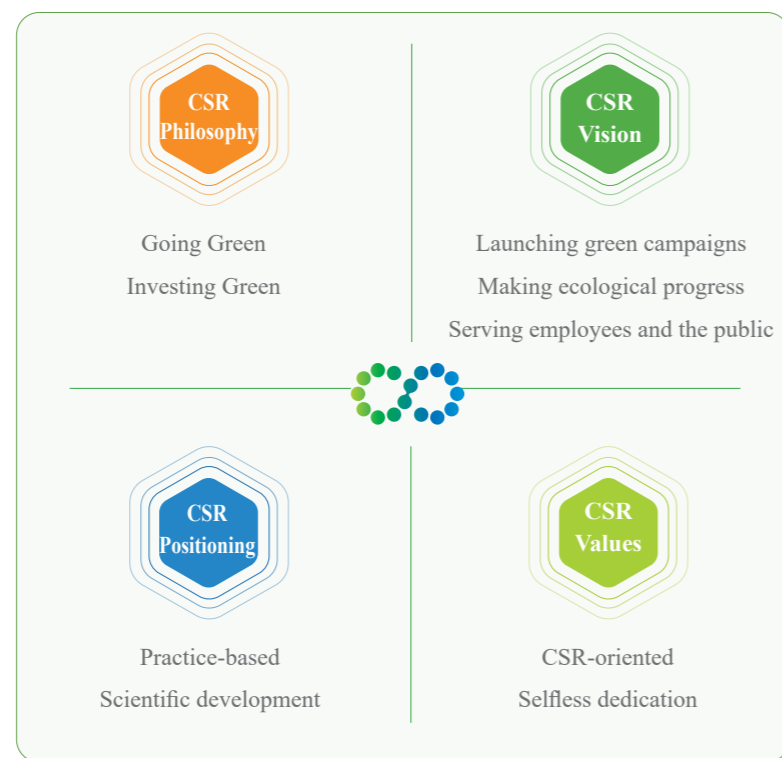 CSR
Philosophy
Going Green
Investing Green
CSR
Vision
Launching green campaigns
Making ecological progress
Serving employees and the public
CSR
Positioning
Practice-based
Scientific development
CSR
Values
CSR-oriented
Selfless dedication